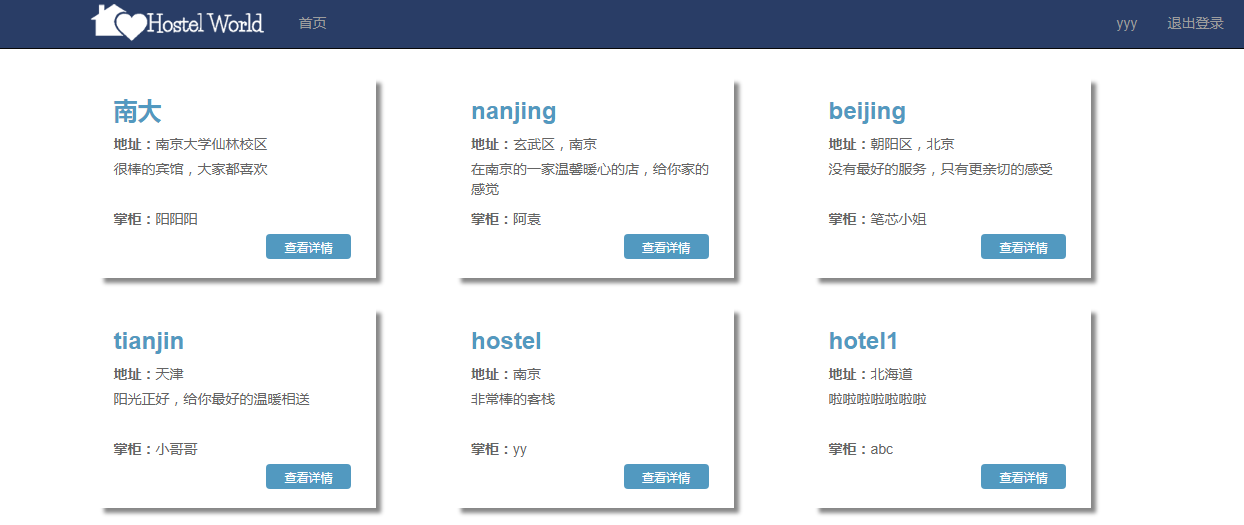 Hostel World 首页 yyy 退出登录
南大
地址：南京大学仙林校区
很棒的宾馆，大家都喜欢
掌柜：阳阳阳
查看详情
nanjing
地址：玄武区，南京
在南京的一家温馨暖心的店，给你家的
感觉
掌柜：阿袁
查看详情
beijing
地址：朝阳区，北京
没有最好的服务，只有更亲切的感受
掌柜：笔芯小姐
查看详情
tianjin
地址：天津
阳光正好，给你最好的温暖相送
掌柜：小哥哥
查看详情
hostel
地址：南京
非常棒的客栈
掌柜：yy
查看详情
hotel1
地址：北海道
啦啦啦啦啦啦啦
掌柜：abc
查看详情